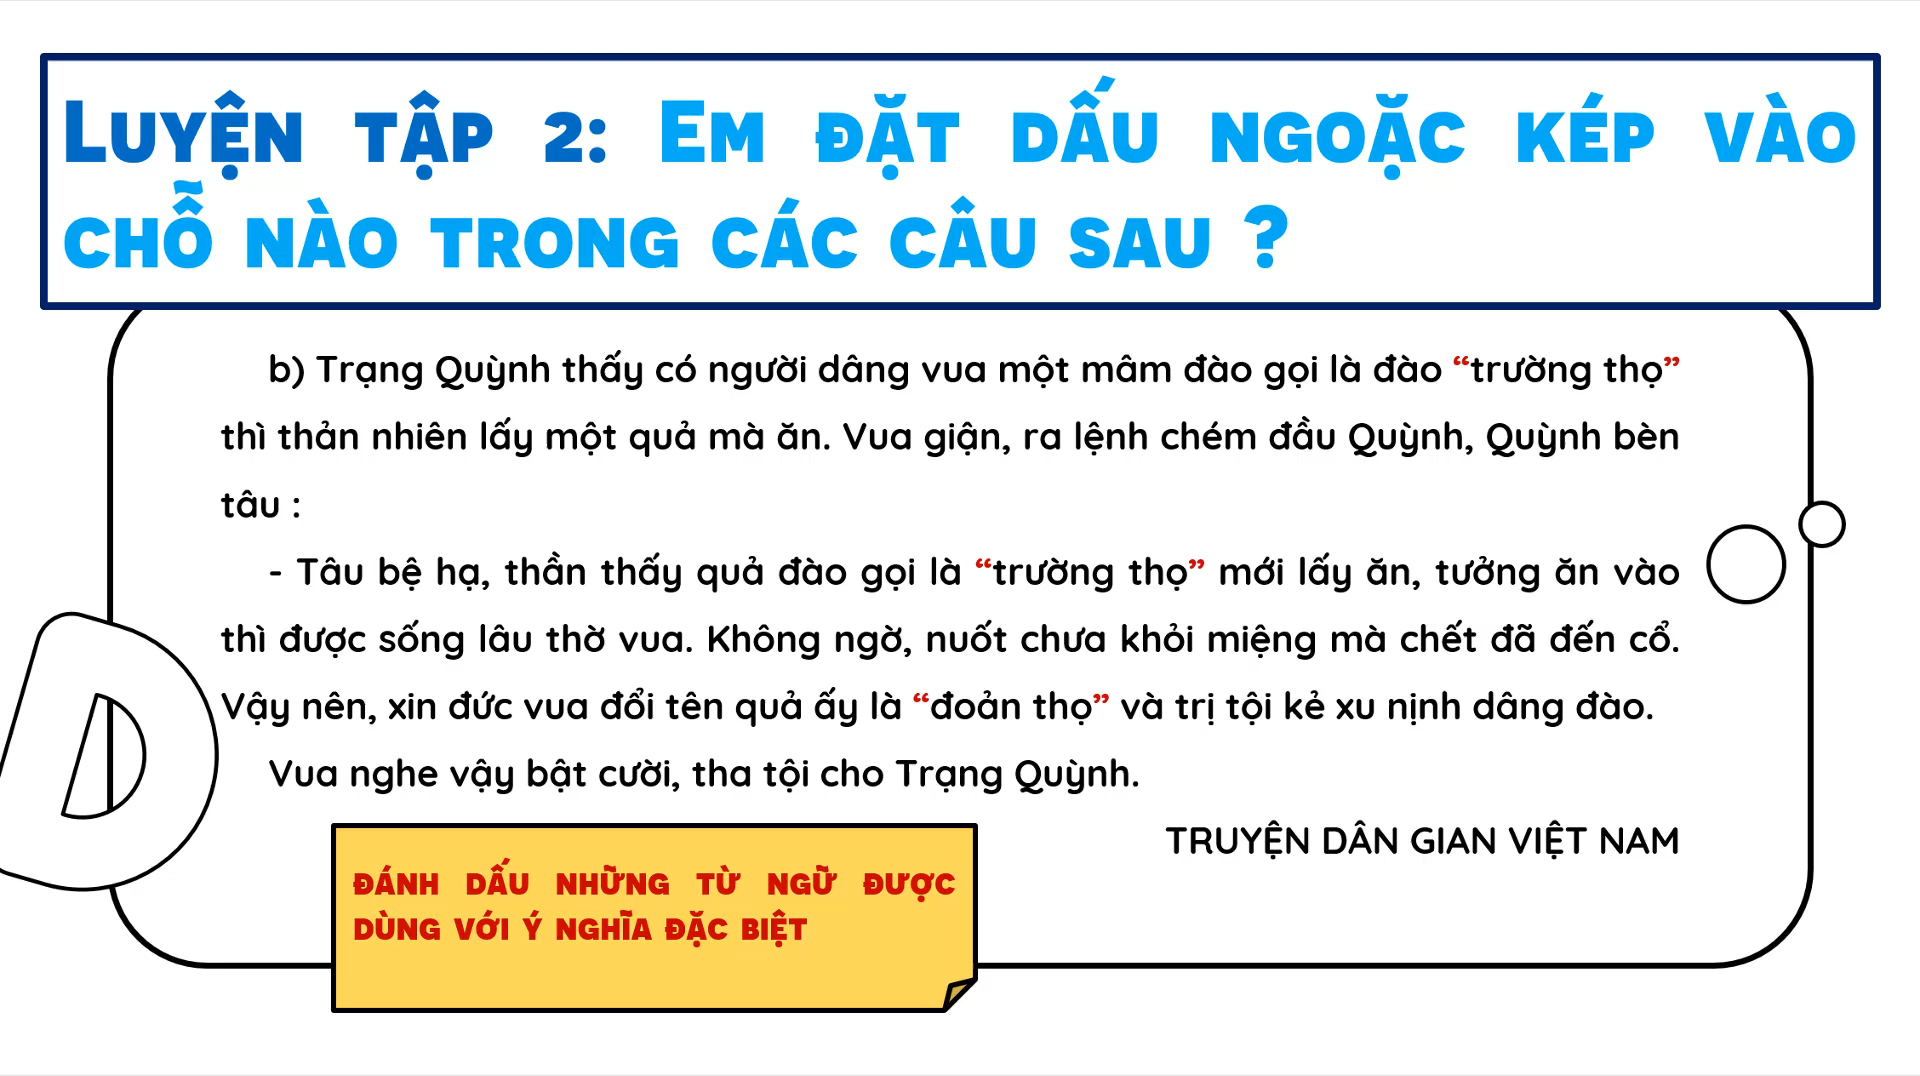 Luyện tập 2: Em đặt dấu ngoặc kép vào
chỗ nào trong các câu sau ?
b) Trạng Quỳnh thấy có người dâng vua một mâm đào gọi là đào “trường thọ”
thì thản nhiên lấy một quả mà ăn. Vua giận, ra lệnh chém đầu Quỳnh, Quỳnh bèn
tâu :
- Tâu bệ hạ, thần thấy quả đào gọi là “trường thọ” mới lấy ăn, tưởng ăn vào
thì được sống lâu thờ vua. Không ngờ, nuốt chưa khỏi miệng mà chết đã đến cổ.
Vậy nên, xin đức vua đổi tên quả ấy là “đoản thọ” và trị tội kẻ xu nịnh dâng đào.
Vua nghe vậy bật cười, tha tội cho Trạng Quỳnh.
TRUYỆN DÂN GIAN VIỆT NAM
ĐÁNH DẤU NHỮNG TỪ NGỮ ĐƯỢC
DÙNG VỚI Ý NGHĨA ĐẶC BIỆT